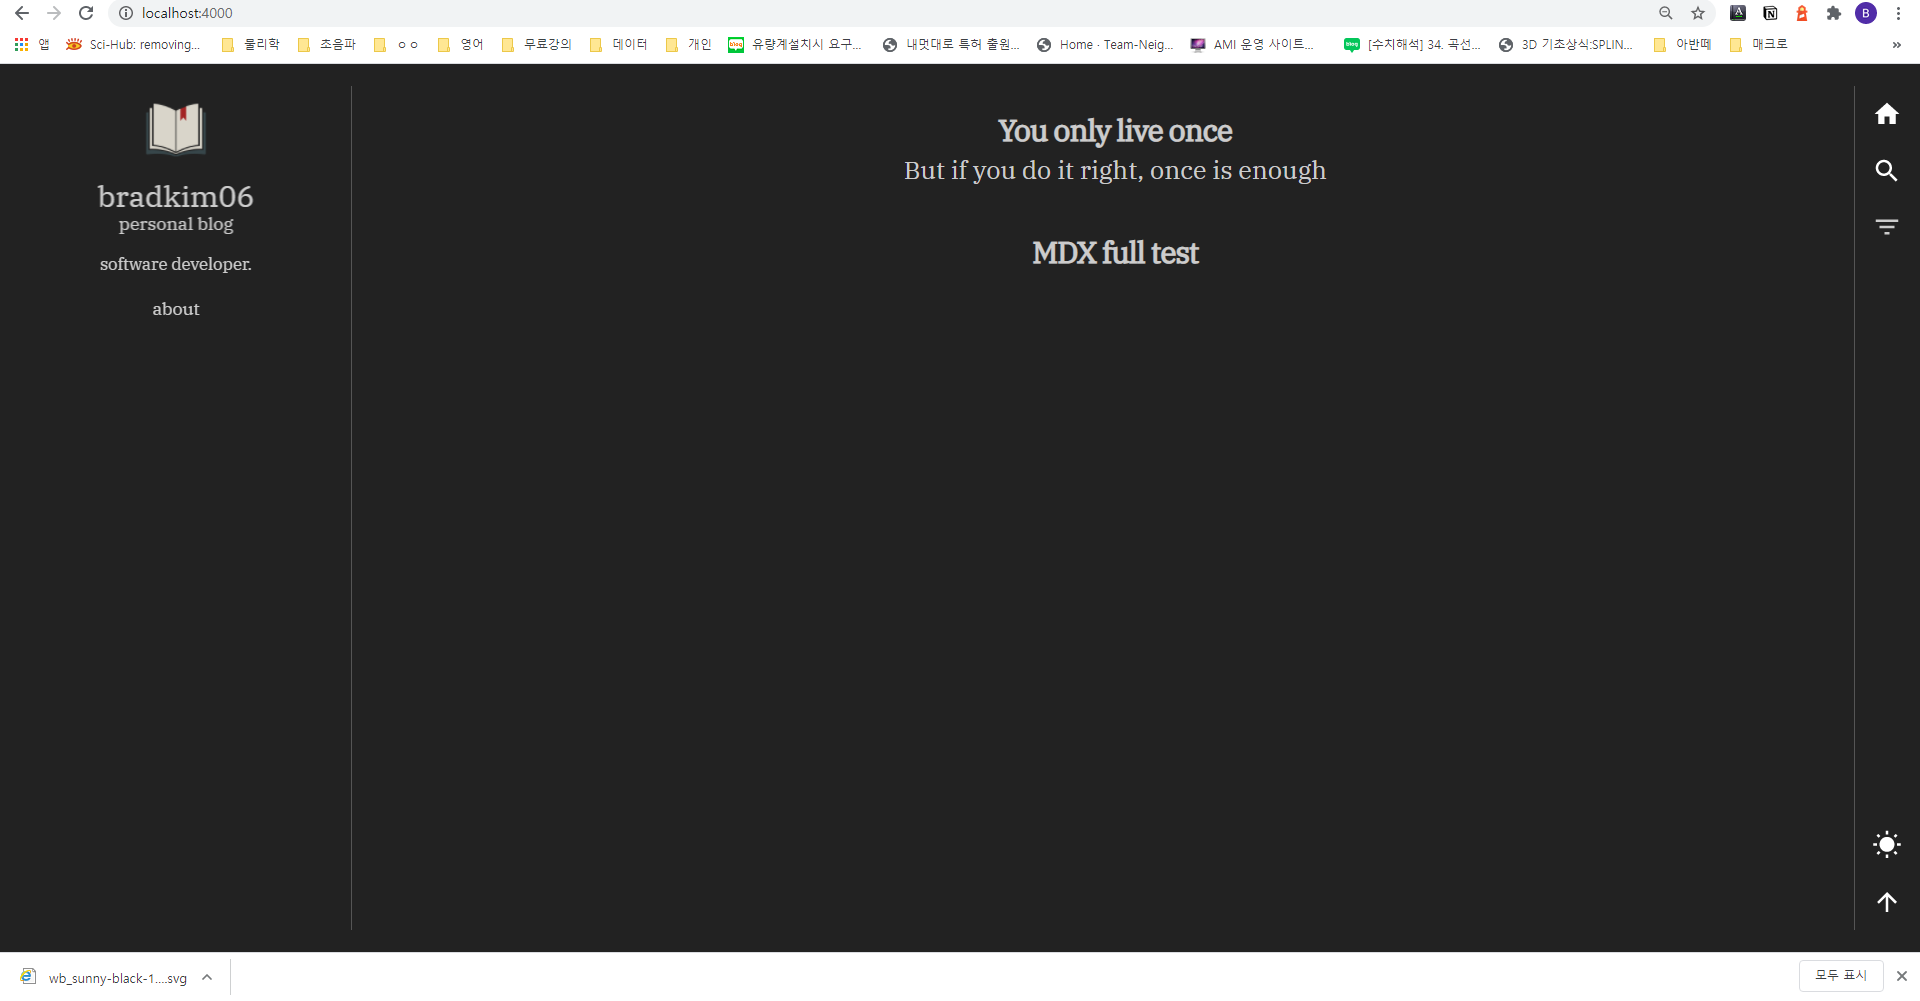 localhost:4000
B
앱
Sci-Hub: removing...
물리학
초음파
ㅇㅇ
영어
무료강의
데이터
개인
유량계설치시 요구...
내멋대로 특허 출원...
Home · Team-Neig...
AMI 운영 사이트...
[수치해석] 34. 곡선...
3D 기초상식:SPLIN...
아반떼
매크로
»
bradkim06
personal blog
software developer.
about
You only live once
But if you do it right, once is enough
MDX full test
wb_sunny-black-1....svg
모두 표시